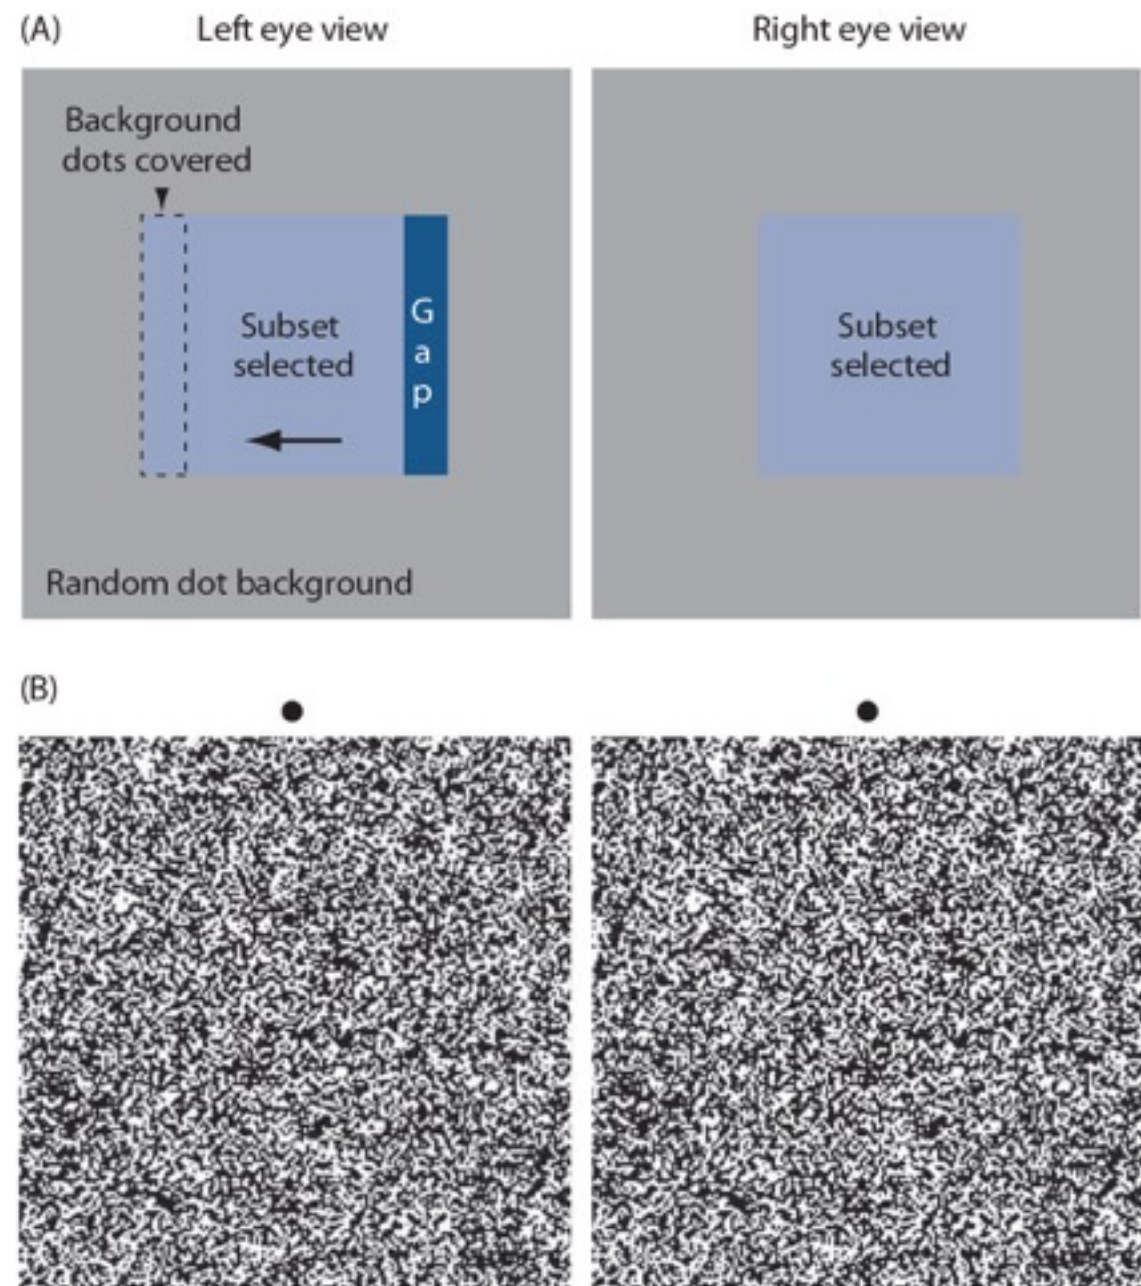 (A)
Left eye view
Right eye view
Background
dots covered
Subset
selected
G
a
p
Random dot background
Subset
selected
(B)